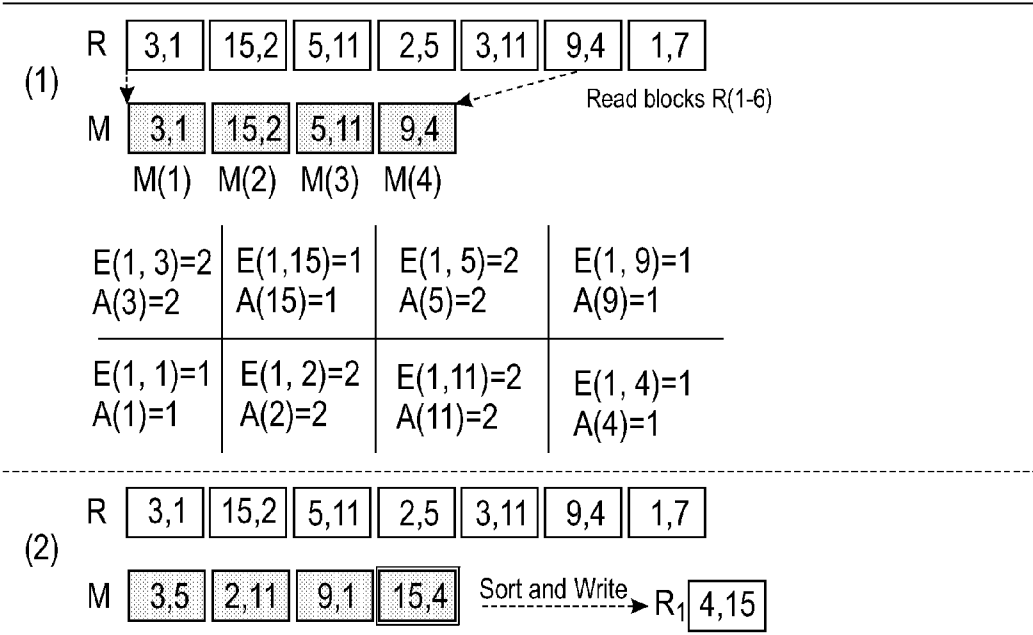 R 3,1 15,2 5,11 2,5 3,11 9,4 1,7
(1)
Read blocks R(1-6)
M 3,1 15,2 5,11 9,4
M(1) M(2) M(3) M(4)
E(1, 3)=2 E(1,15)=1 E(1, 5)=2 E(1, 9)=1
A(3)=2 A(15)=1 A(5)=2 A(9)=1
E(1, 1)=1 E(1, 2)=2 E(1,11)=2 E(1, 4)=1
A(1)=1 A(2)=2 A(11)=2 A(4)=1
R 3,1 15,2 5,11 2,5 3,11 9,4 1,7
(2)
M 3,5 2,11 9,1 15,4 Sort and Write R1 4,15